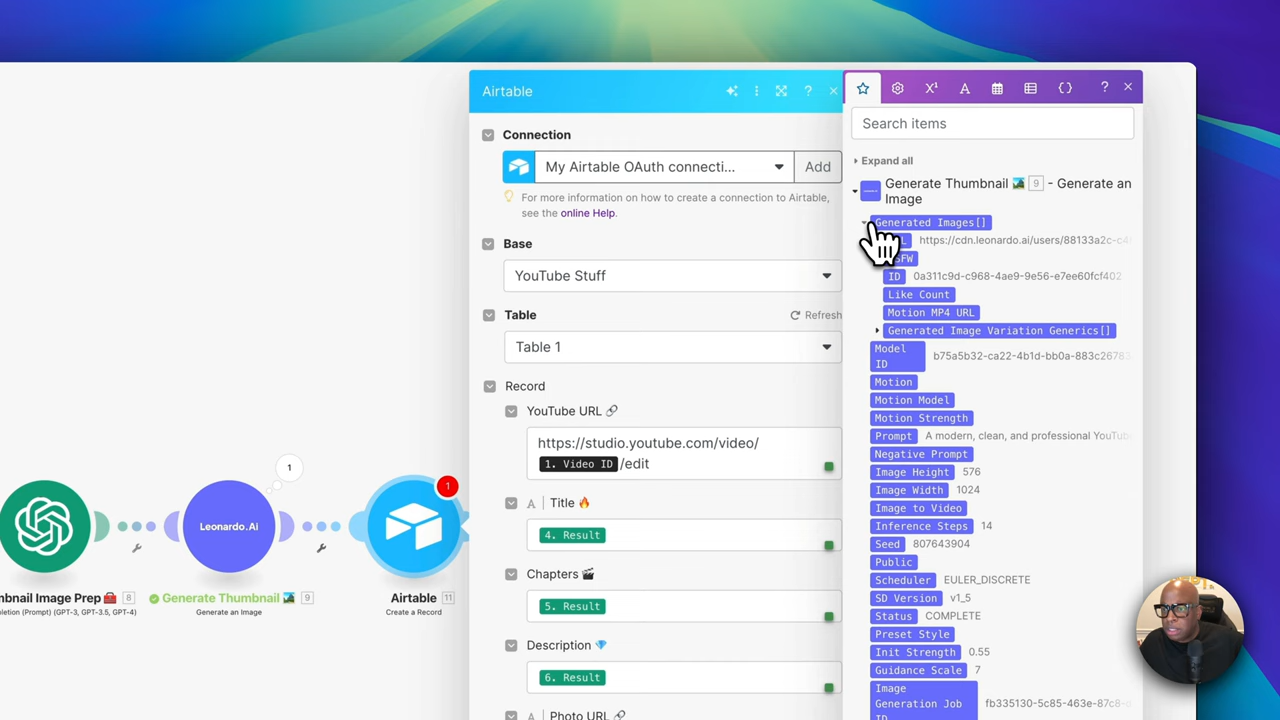 Airtable
?
Connection
My Airtable OAuth connecti...
Add
For more information on how to create a connection to Airtable,
see the online Help.
Base
YouTube Stuff
Table
Refresh
Table 1
Record
YouTube URL 🔗
https://studio.youtube.com/video/
1. Video ID /edit
A | Title 🔥
4. Result
Chapters 🎬
5. Result
Description 💎
6. Result
A | Photo URL 🔗
?
Search items
Expand all
Generate Thumbnail 🏞️ 9 - Generate an
Image
Generated Images[]
https://cdn.leonardo.ai/users/88133a2c-c4
ID 0a311c9d-c968-4ae9-9e56-e7ee60fcf402
Like Count
Motion MP4 URL
Generated Image Variation Generics[]
Model
ID
b75a5b32-ca22-4b1d-bb0a-883c26783
Motion
Motion Model
Motion Strength
Prompt A modern, clean, and professional YouTub
Negative Prompt
Image Height 576
Image Width 1024
Image to Video
Inference Steps 14
Seed 807643904
Public
Scheduler EULER_DISCRETE
SD Version v1_5
Status COMPLETE
Preset Style
Init Strength 0.55
Guidance Scale 7
Image
Generation Job
ID
fb335130-5c85-463e-87c8-
1
1
Leonardo.Ai
mbnail Image Prep 🧰 8
pletion (Prompt) (GPT-3, GPT-3.5, GPT-4)
Generate Thumbnail 🏞️ 9
Generate an Image
Airtable 11
Create a Record